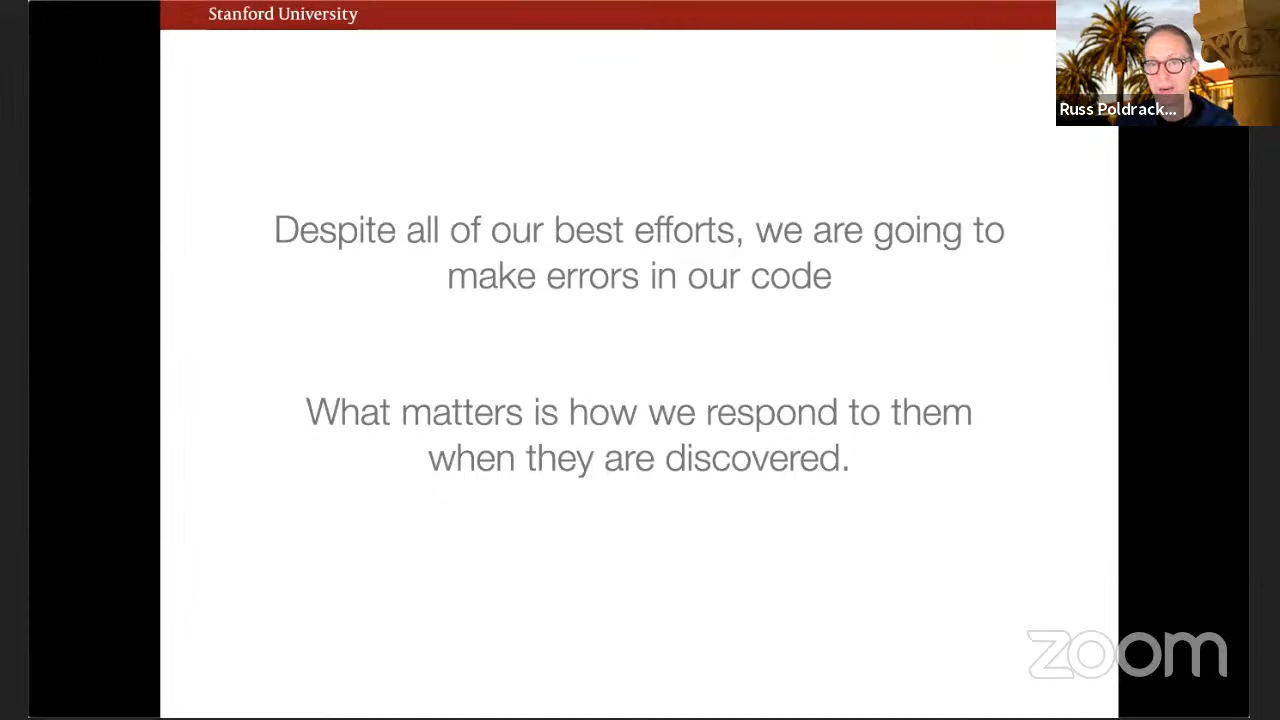 Stanford University
Russ Poldrack...
Despite all of our best efforts, we are going to
make errors in our code
What matters is how we respond to them
when they are discovered.
zoom